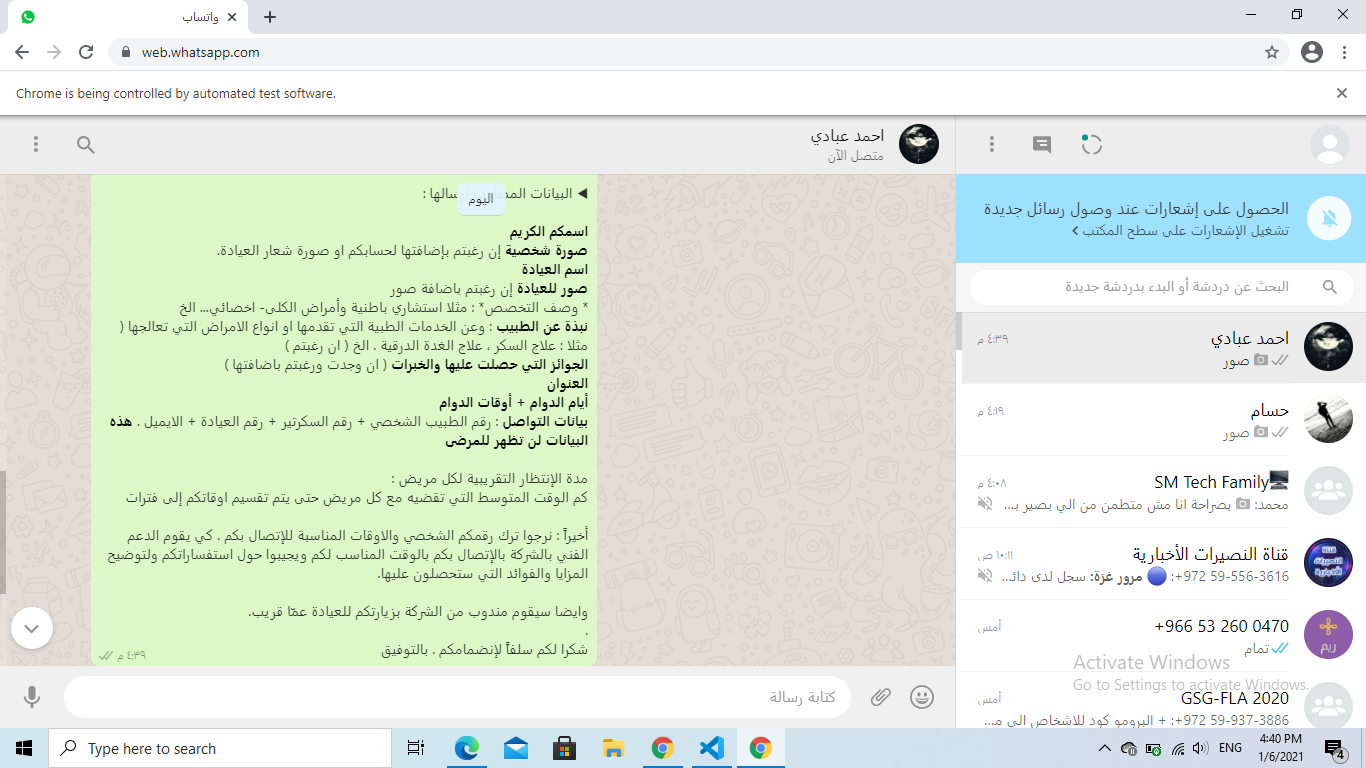 واتساب
web.whatsapp.com
Chrome is being controlled by automated test software.
احمد عبادي
متصل الآن
◀ البيانات
سالها :
اليوم
اسمكم الكريم
صورة شخصية إن رغبتم بإضافتها لحسابكم او صورة شعار العيادة.
اسم العيادة
صور للعيادة إن رغبتم باضافة صور
* وصف التخصص* : مثلا استشاري باطنية وأمراض الكلى- اخصائي... الخ
نبذة عن الطبيب : وعن الخدمات الطبية التي تقدمها او انواع الامراض التي تعالجها (
مثلا : علاج السكر ، علاج الغدة الدرقية . الخ ( ان رغبتم )
الجوائز التي حصلت عليها والخبرات ( ان وجدت ورغبتم باضافتها )
العنوان
أيام الدوام + أوقات الدوام
بيانات التواصل : رقم الطبيب الشخصي + رقم السكرتير + رقم العيادة + الايميل . هذه
البيانات لن تظهر للمرضى
مدة الإنتظار التقريبية لكل مريض :
كم الوقت المتوسط التي تقضيه مع كل مريض حتى يتم تقسيم اوقاتكم إلى فترات
أخيراً : نرجوا ترك رقمكم الشخصي والاوقات المناسبة للإتصال بكم . كي يقوم الدعم
الفني بالشركة بالإتصال بكم بالوقت المناسب لكم ويجيبوا حول استفساراتكم ولتوضيح
المزايا والفوائد التي ستحصلون عليها.
وايضا سيقوم مندوب من الشركة بزيارتكم للعيادة عمّا قريب.
.
شكرا لكم سلفاً لإنضمامكم . بالتوفيق
٤:٣٩ م
كتابة رسالة
الحصول على إشعارات عند وصول رسائل جديدة
تشغيل الإشعارات على سطح المكتب
البحث عن دردشة أو البدء بدردشة جديدة
احمد عبادي
٤:٣٩ م
صور
حسام
٤:١٩ م
صور
SM Tech Family
٤:٠٨ م
محمد: بصراحة انا مش متطمن من الي بصير ب...
قناة النصيرات الأخبارية
١٠:١١ ص
+972 59-556-3616: مرور غزة: سجل لدى دائ...
+966 53 260 0470
أمس
تمام
ريم
GSG-FLA 2020
أمس
+972 59-937-3886: + البرومو كود للاشخاص الي م...
Activate Windows
Go to Settings to activate Windows.
Type here to search
ENG
4:40 PM
1/6/2021
4